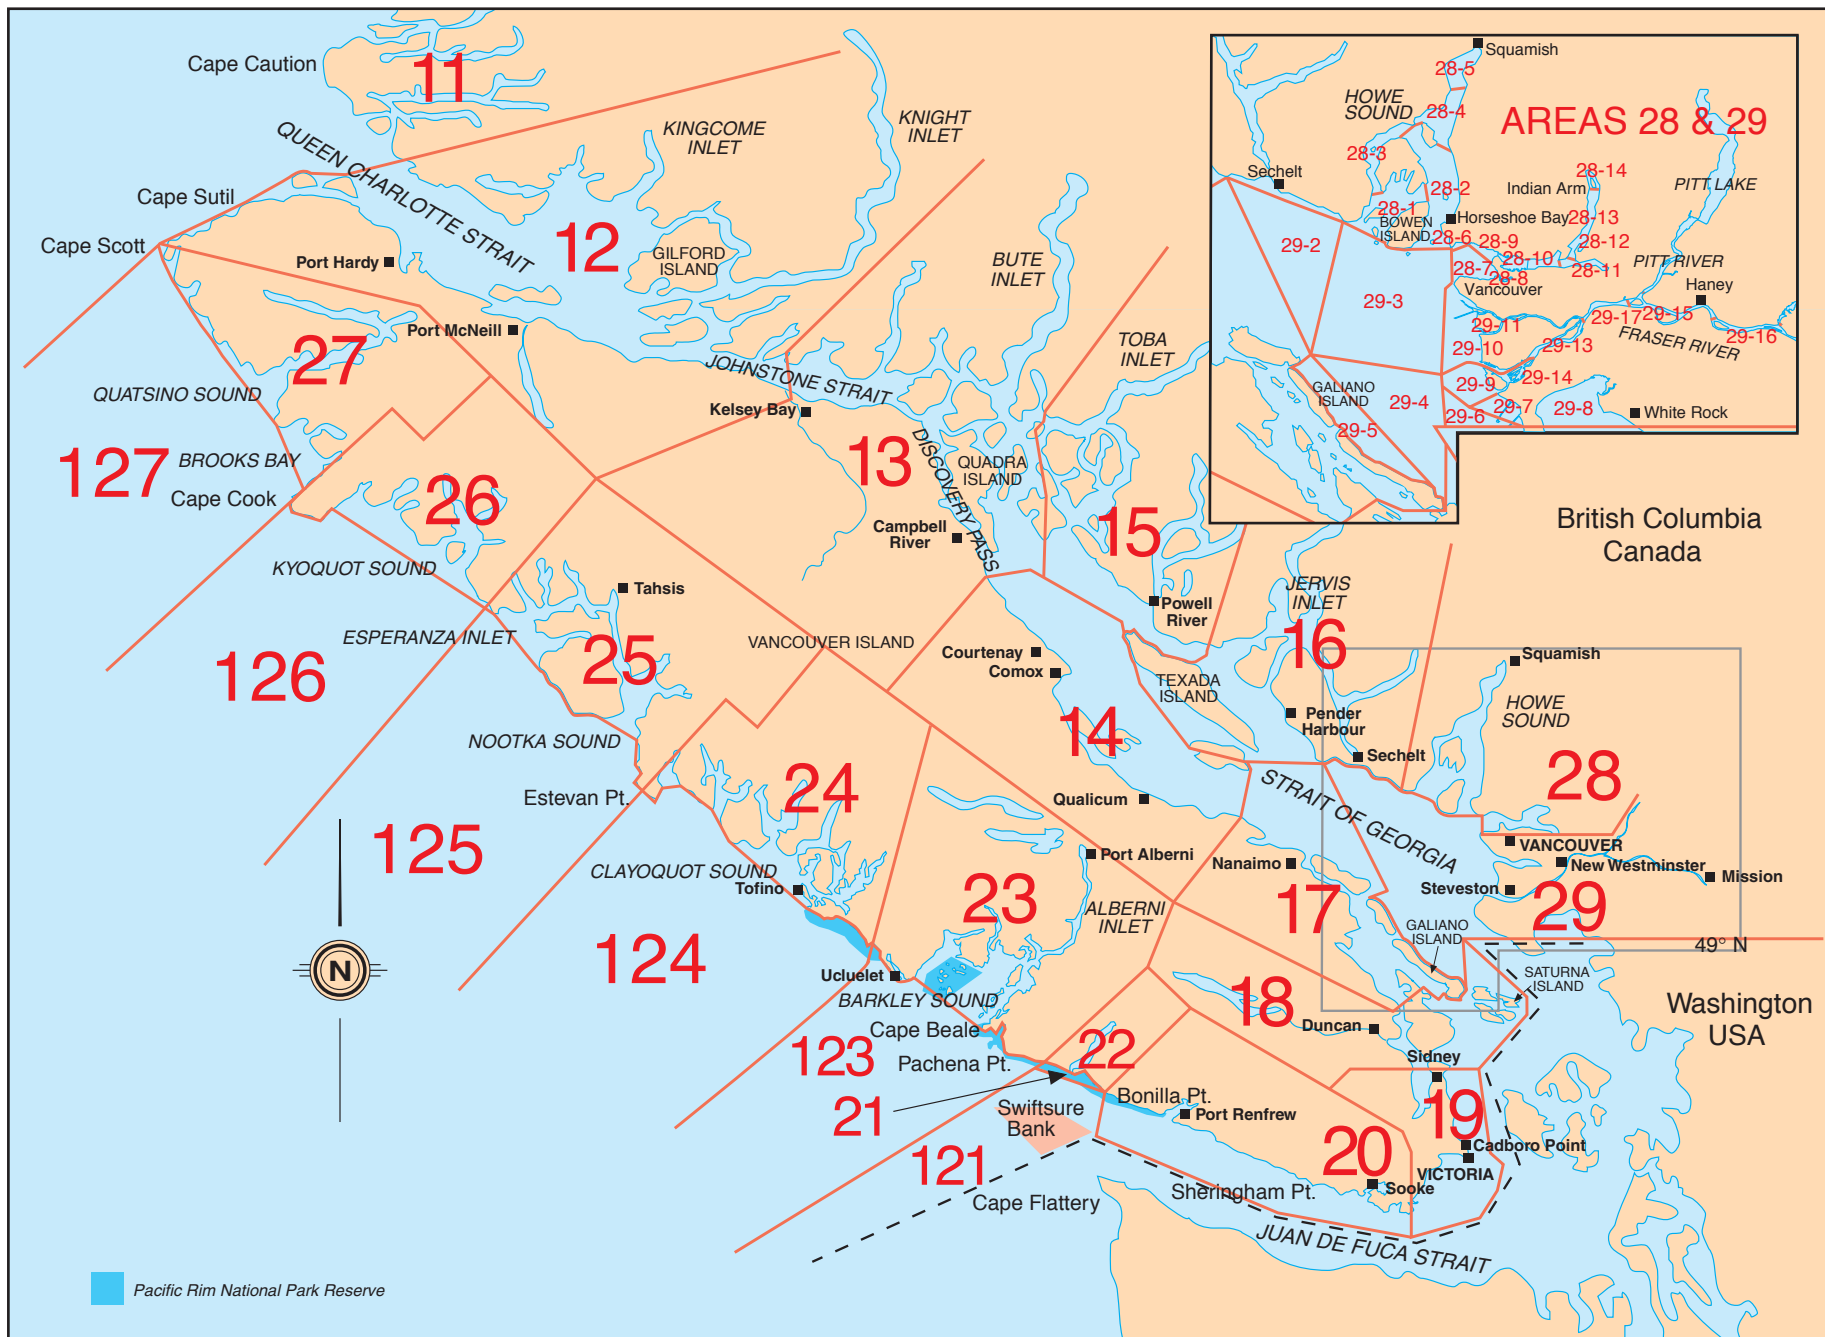 Cape Caution
11
KNIGHT
INLET
KINGCOME
INLET
QUEEN CHARLOTTE STRAIT
Cape Sutil
Cape Scott
Port Hardy
12
GILFORD
ISLAND
BUTE
INLET
Port McNeill
27
TOBA
INLET
JOHNSTONE STRAIT
QUATSINO SOUND
Kelsey Bay
127
BROOKS BAY
Cape Cook
26
13
DISCOVERY PASS
QUADRA
ISLAND
Campbell
River
15
KYOQUOT SOUND
Tahsis
Powell
River
JERVIS
INLET
16
126
ESPERANZA INLET
25
VANCOUVER ISLAND
Courtenay
Comox
TEXADA
ISLAND
Squamish
HOWE
SOUND
Pender
Harbour
Sechelt
14
NOOTKA SOUND
28
Estevan Pt.
24
Qualicum
STRAIT OF GEORGIA
125
VANCOUVER
New Westminster
Mission
Steveston
29
CLAYOQUOT SOUND
Tofino
Port Alberni
Nanaimo
23
ALBERNI
INLET
17
GALIANO
ISLAND
49° N
124
Ucluelet
BARKLEY SOUND
SATURNA
ISLAND
18
Duncan
Cape Beale
123
Pachena Pt.
22
Sidney
21
Bonilla Pt.
Swiftsure
Bank
Port Renfrew
19
Cadboro Point
VICTORIA
121
20
Sooke
Sheringham Pt.
Cape Flattery
JUAN DE FUCA STRAIT
N
British Columbia
Canada
Washington
USA
Pacific Rim National Park Reserve
AREAS 28 & 29
Squamish
28-5
HOWE
SOUND
28-4
28-3
Sechelt
28-14
Indian Arm
PITT LAKE
28-2
28-1
BOWEN
ISLAND
Horseshoe Bay
28-13
28-6
28-9
28-12
29-2
28-10
PITT RIVER
28-7
28-8
28-11
Vancouver
Haney
29-3
29-11
29-17
29-15
29-16
FRASER RIVER
29-10
29-13
29-14
29-9
GALIANO
ISLAND
29-4
29-6
29-7
29-8
White Rock
29-5